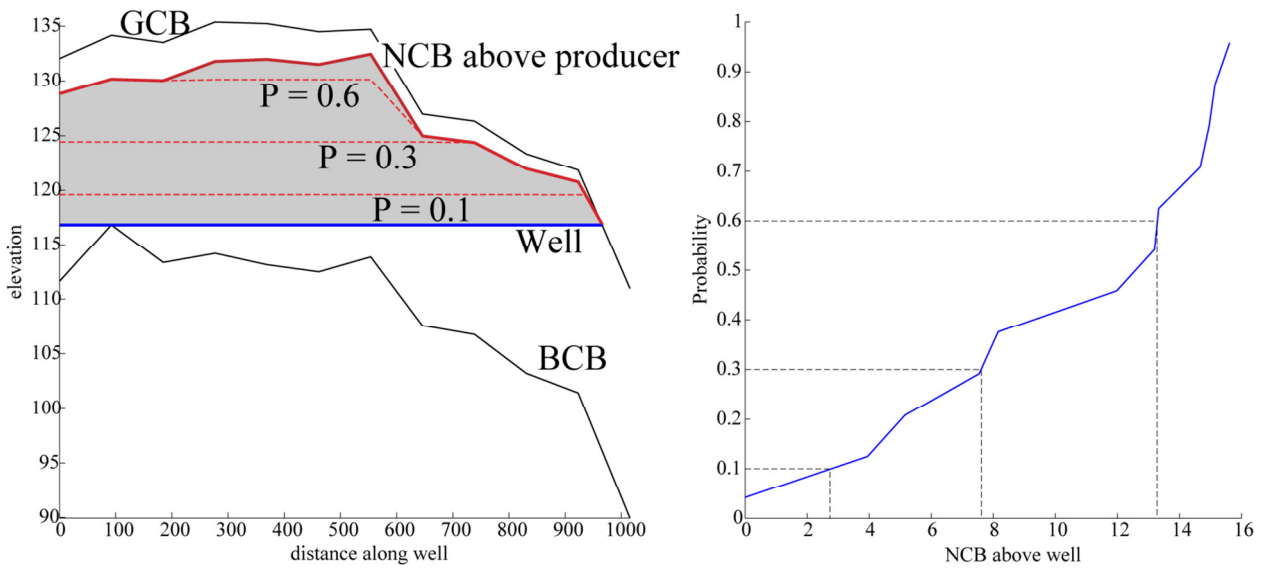 135
130
125
120
115
110
105
100
95
90
elevation
GCB
NCB above producer
P = 0.6
P = 0.3
P = 0.1
Well
BCB
0 100 200 300 400 500 600 700 800 900 1000
distance along well
1
0.9
0.8
0.7
0.6
0.5
0.4
0.3
0.2
0.1
0
Probability
0 2 4 6 8 10 12 14 16
NCB above well